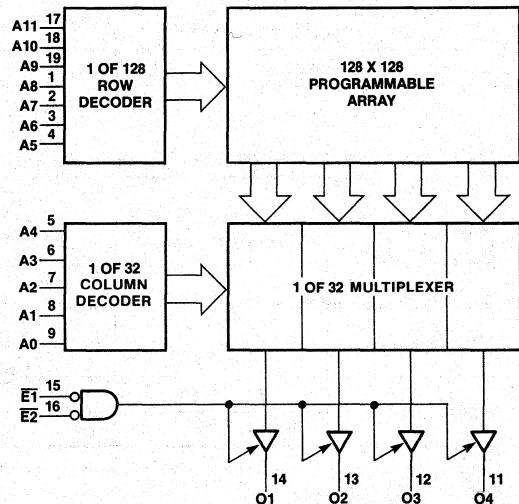 A11 17
A10 18
A9 19
A8 1
A7 2
A6 3
A5 4
1 OF 128
ROW
DECODER
128 X 128
PROGRAMMABLE
ARRAY
A4 5
A3 6
A2 7
A1 8
A0 9
1 OF 32
COLUMN
DECODER
1 OF 32 MULTIPLEXER
E1 15
E2 16
14 13 12 11
O1 O2 O3 O4